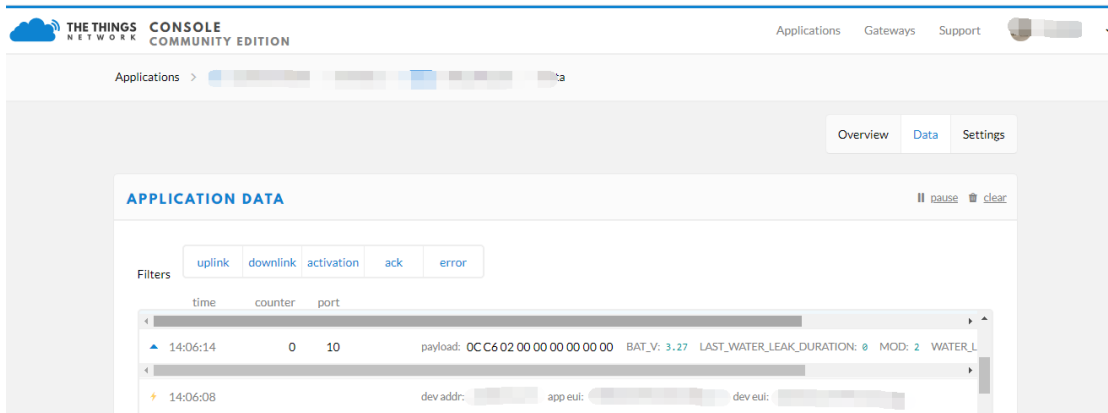 THE THINGS NETWORK CONSOLE COMMUNITY EDITION Applications Gateways Support
Applications >
Overview Data Settings
APPLICATION DATA pause clear
Filters uplink downlink activation ack error
time counter port
14:06:14 0 10 payload: 0C C6 02 00 00 00 00 00 00 00 BAT_V: 3.27 LAST_WATER_LEAK_DURATION: 0 MOD: 2 WATER_L
14:06:08 dev addr: app eui: dev eui: